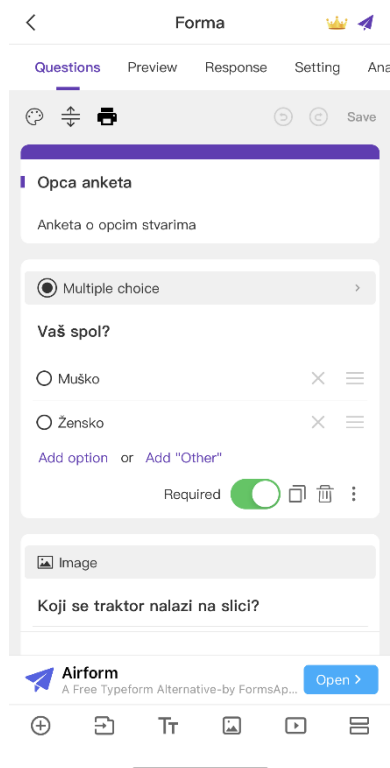 Forma
Questions Preview Response Setting Ana
Save
Opca anketa
Anketa o opcim stvarima
Multiple choice
Vaš spol?
Muško
Žensko
Add option or Add "Other"
Required
Image
Koji se traktor nalazi na slici?
Airform
A Free Typeform Alternative-by FormsAp...
Open >
Tт